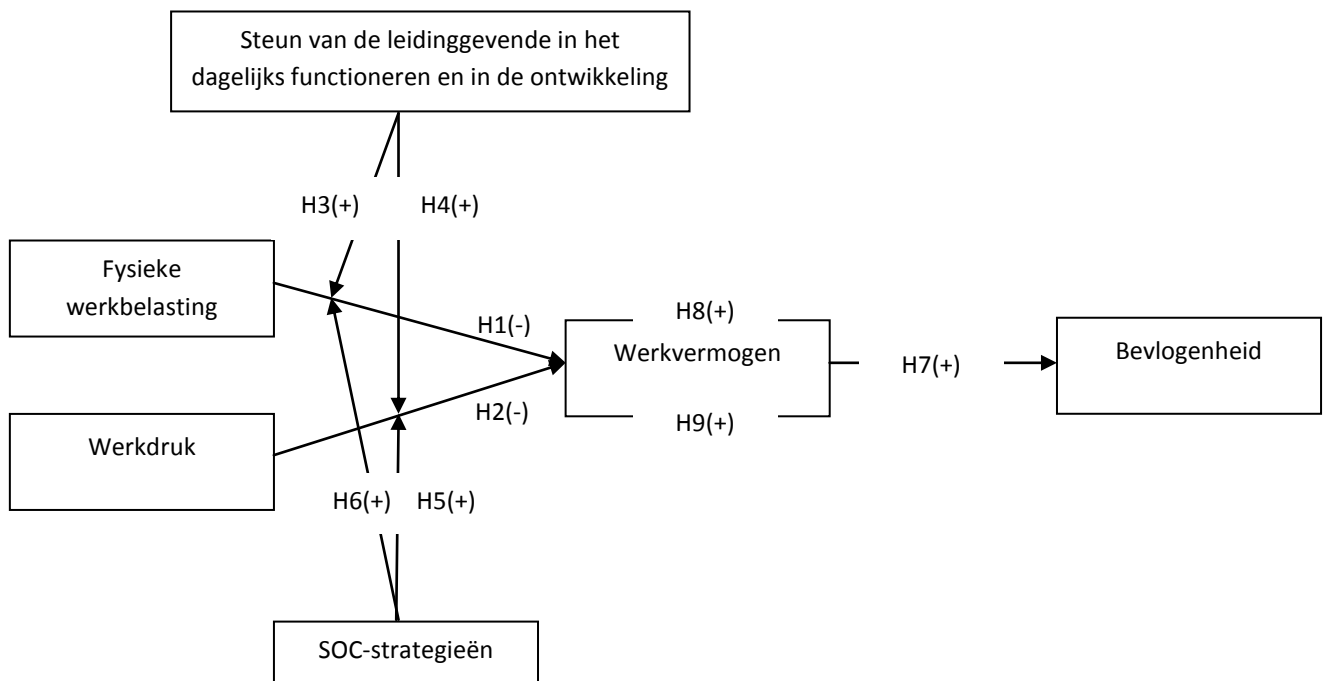 Steun van de leidinggevende in het
dagelijks functioneren en in de ontwikkeling
H3(+)
H4(+)
Fysieke
werkbelasting
H1(-)
H8(+)
Werkvermogen
Bevlogenheid
H7(+)
H2(-)
H9(+)
Werkdruk
H6(+)
H5(+)
SOC-strategieën